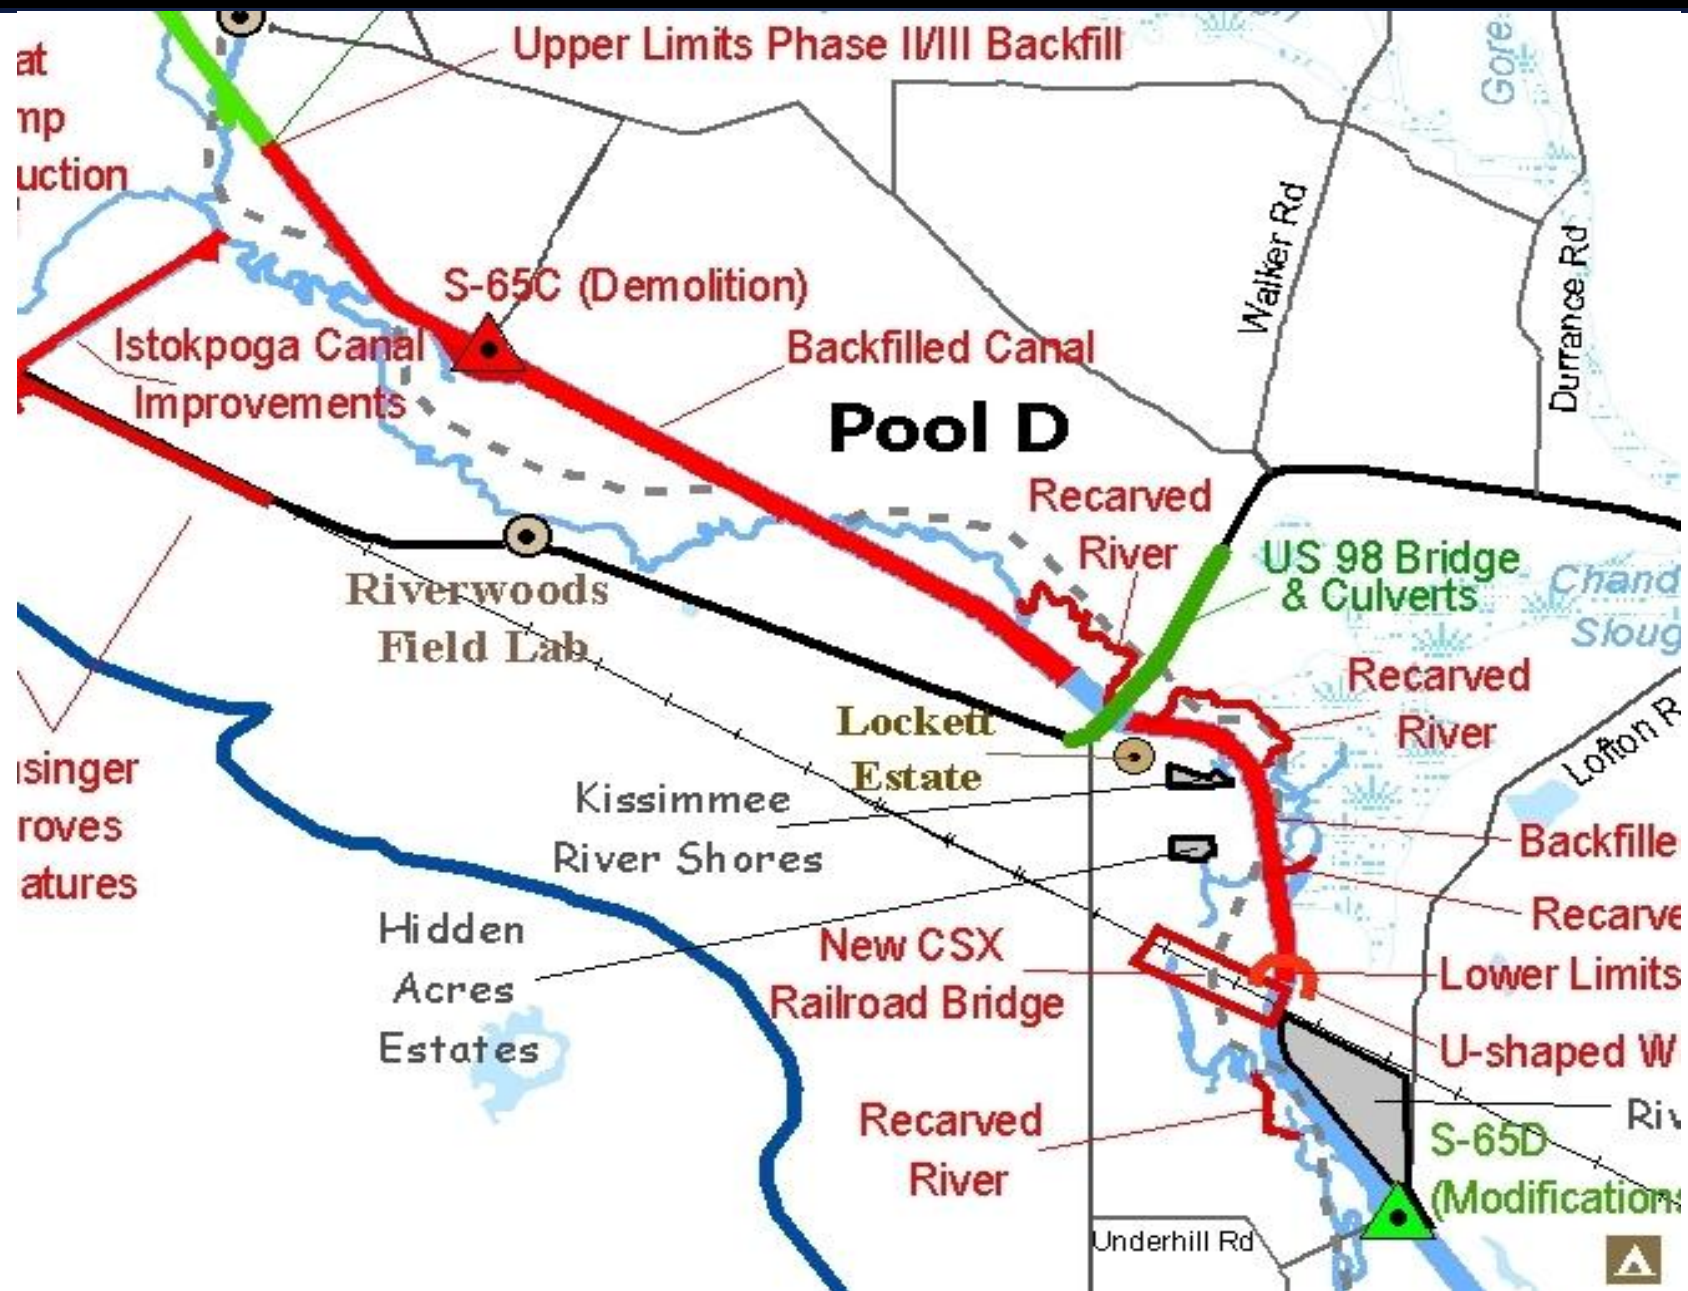 Upper Limits Phase II/III Backfill
at
mp
uction
Gore
Walker Rd
Durrance Rd
S-65C (Demolition)
Istokpoga Canal
Improvements
Backfilled Canal
Pool D
Recarved
River
US 98 Bridge
& Culverts
Chand
Sloug
Riverwoods
Field Lab
Recarved
River
Lofton R
Lockett
Estate
singer
roves
atures
Kissimmee
River Shores
Backfille
Recarve
Hidden
Acres
Estates
New CSX
Railroad Bridge
Lower Limits
U-shaped W
Recarved
River
Riv
S-65D
(Modifications
Underhill Rd